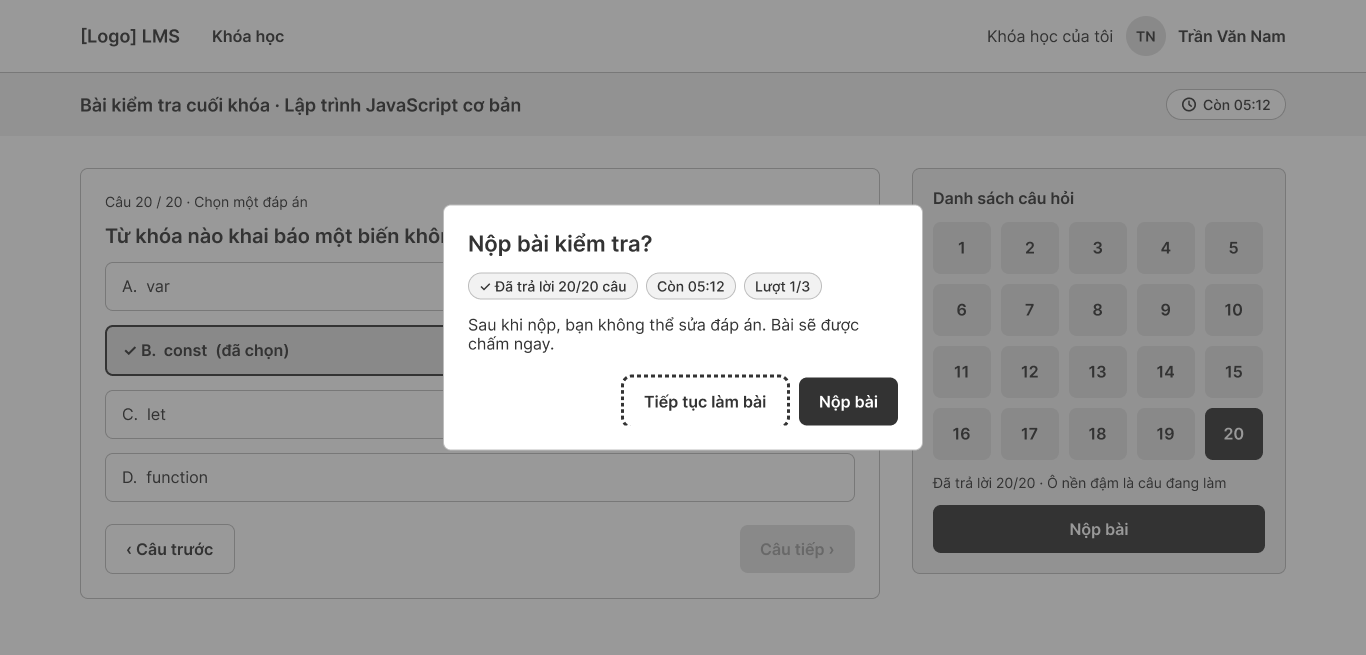 [Logo] LMS Khóa học Khóa học của tôi TN Trần Văn Nam
Bài kiểm tra cuối khóa · Lập trình JavaScript cơ bản Còn 05:12
Câu 20 / 20 · Chọn một đáp án
Từ khóa nào khai báo một biến
A. var
✓ B. const (đã chọn)
C. let
D. function
‹ Câu trước Câu tiếp ›
Nộp bài kiểm tra?
✓ Đã trả lời 20/20 câu Còn 05:12 Lượt 1/3
Sau khi nộp, bạn không thể sửa đáp án. Bài sẽ được
chấm ngay.
Tiếp tục làm bài Nộp bài
Danh sách câu hỏi
1 2 3 4 5
6 7 8 9 10
11 12 13 14 15
16 17 18 19 20
Đã trả lời 20/20 · Ô nền đậm là câu đang làm
Nộp bài